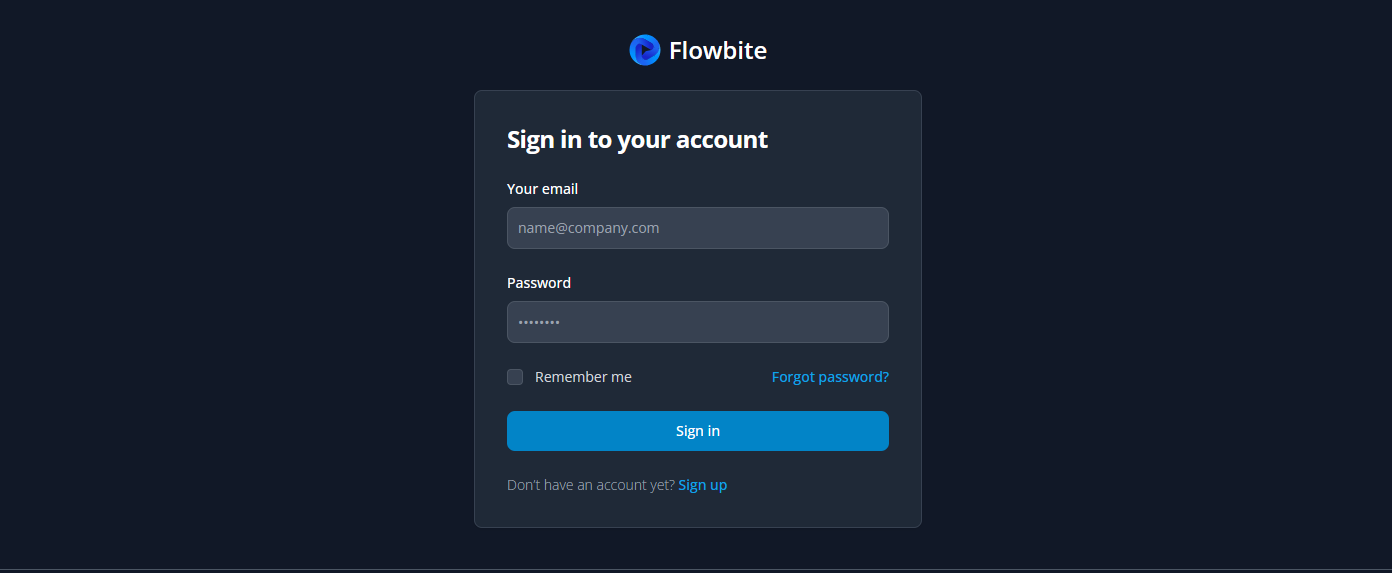 Flowbite
Sign in to your account
Your email
name@company.com
Password
••••••••
Remember me
Forgot password?
Sign in
Don’t have an account yet? Sign up